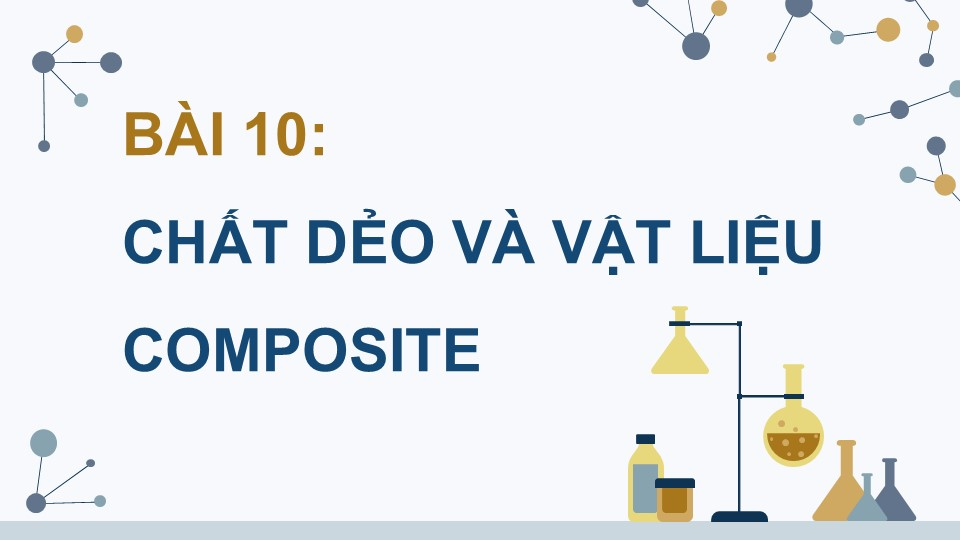 BÀI 10:
CHẤT DẺO VÀ VẬT LIỆU
COMPOSITE